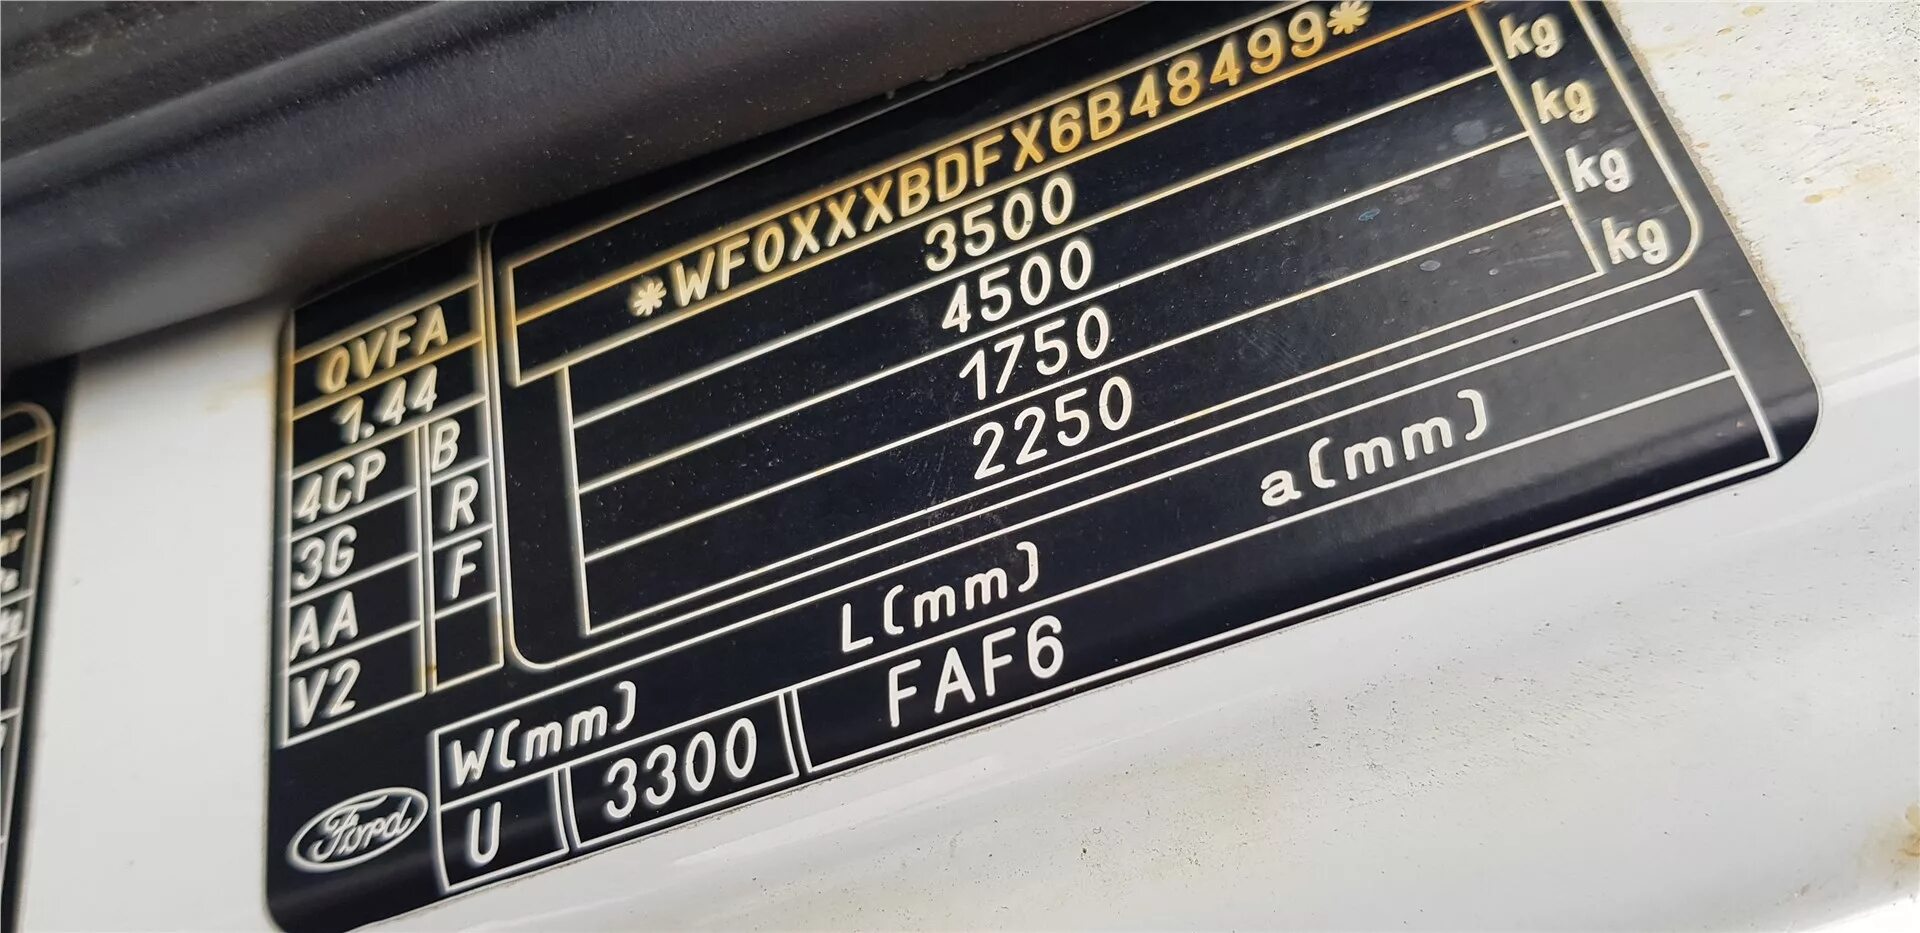 *WF0XXXBDFX6B48499*
3500 kg
4500 kg
1750 kg
2250 kg
QVFA
1.44
4CP B
3G R
AA F
V2
W(mm) L(mm) a(mm)
U 3300 FAF6
Ford